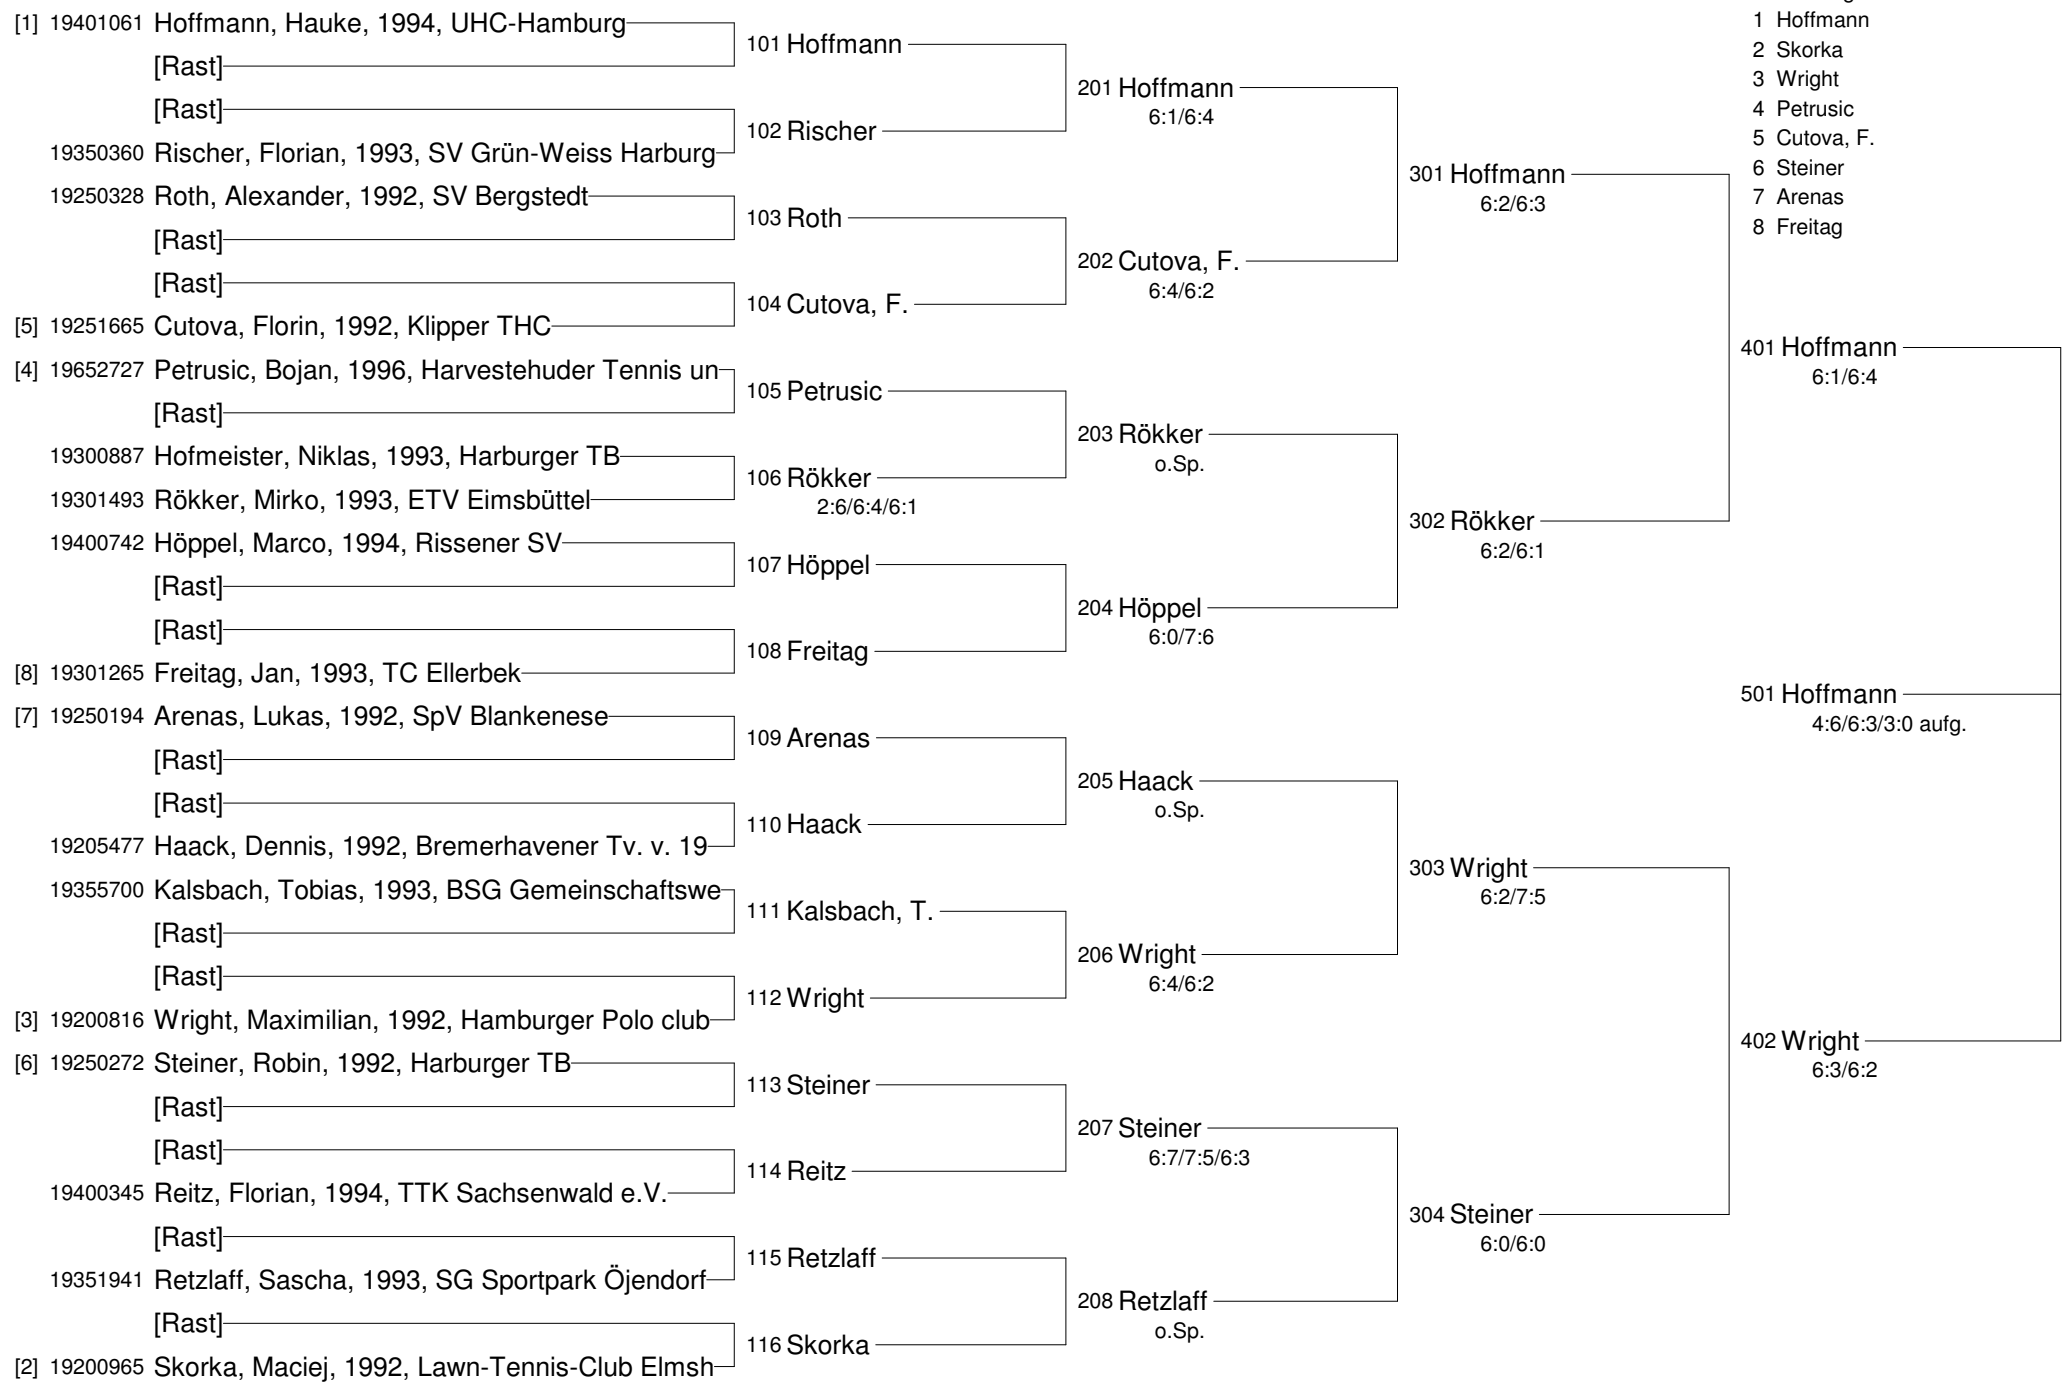 [1] 19401061 Hoffmann, Hauke, 1994, UHC-Hamburg
[Rast]
[Rast]
19350360 Rischer, Florian, 1993, SV Grün-Weiss Harburg
19250328 Roth, Alexander, 1992, SV Bergstedt
[Rast]
[Rast]
[5] 19251665 Cutova, Florin, 1992, Klipper THC
[4] 19652727 Petrusic, Bojan, 1996, Harvestehuder Tennis un
[Rast]
19300887 Hofmeister, Niklas, 1993, Harburger TB
19301493 Rökker, Mirko, 1993, ETV Eimsbüttel
19400742 Höppel, Marco, 1994, Rissener SV
[Rast]
[Rast]
[8] 19301265 Freitag, Jan, 1993, TC Ellerbek
[7] 19250194 Arenas, Lukas, 1992, SpV Blankenese
[Rast]
[Rast]
19205477 Haack, Dennis, 1992, Bremerhavener Tv. v. 19
19355700 Kalsbach, Tobias, 1993, BSG Gemeinschaftswe
[Rast]
[Rast]
[3] 19200816 Wright, Maximilian, 1992, Hamburger Polo club
[6] 19250272 Steiner, Robin, 1992, Harburger TB
[Rast]
[Rast]
19400345 Reitz, Florian, 1994, TTK Sachsenwald e.V.
[Rast]
19351941 Retzlaff, Sascha, 1993, SG Sportpark Öjendorf
[Rast]
[2] 19200965 Skorka, Maciej, 1992, Lawn-Tennis-Club Elmsh
101 Hoffmann
102 Rischer
103 Roth
104 Cutova, F.
105 Petrusic
106 Rökker
2:6/6:4/6:1
107 Höppel
108 Freitag
109 Arenas
110 Haack
111 Kalsbach, T.
112 Wright
113 Steiner
114 Reitz
115 Retzlaff
116 Skorka
201 Hoffmann
6:1/6:4
202 Cutova, F.
6:4/6:2
203 Rökker
o.Sp.
204 Höppel
6:0/7:6
205 Haack
o.Sp.
206 Wright
6:4/6:2
207 Steiner
6:7/7:5/6:3
208 Retzlaff
o.Sp.
301 Hoffmann
6:2/6:3
302 Rökker
6:2/6:1
303 Wright
6:2/7:5
304 Steiner
6:0/6:0
1 Hoffmann
2 Skorka
3 Wright
4 Petrusic
5 Cutova, F.
6 Steiner
7 Arenas
8 Freitag
401 Hoffmann
6:1/6:4
501 Hoffmann
4:6/6:3/3:0 aufg.
402 Wright
6:3/6:2